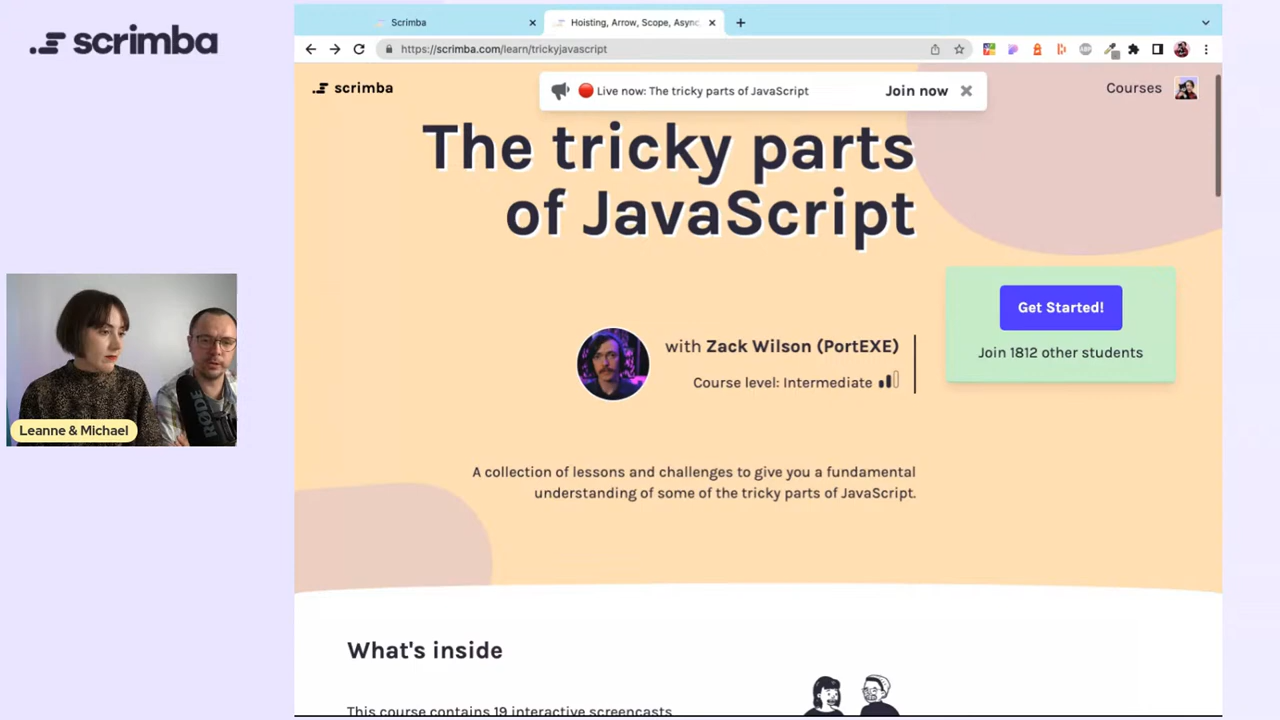 scrimba
Scrimba
Hoisting, Arrow, Scope, Async,
https://scrimba.com/learn/trickyjavascript
scrimba
Live now: The tricky parts of JavaScript
Join now
Courses
The tricky parts
of JavaScript
Get Started!
Join 1812 other students
with Zack Wilson (PortEXE)
Course level: Intermediate
A collection of lessons and challenges to give you a fundamental
understanding of some of the tricky parts of JavaScript.
RØDE
Leanne & Michael
What's inside
This course contains 19 interactive screencasts